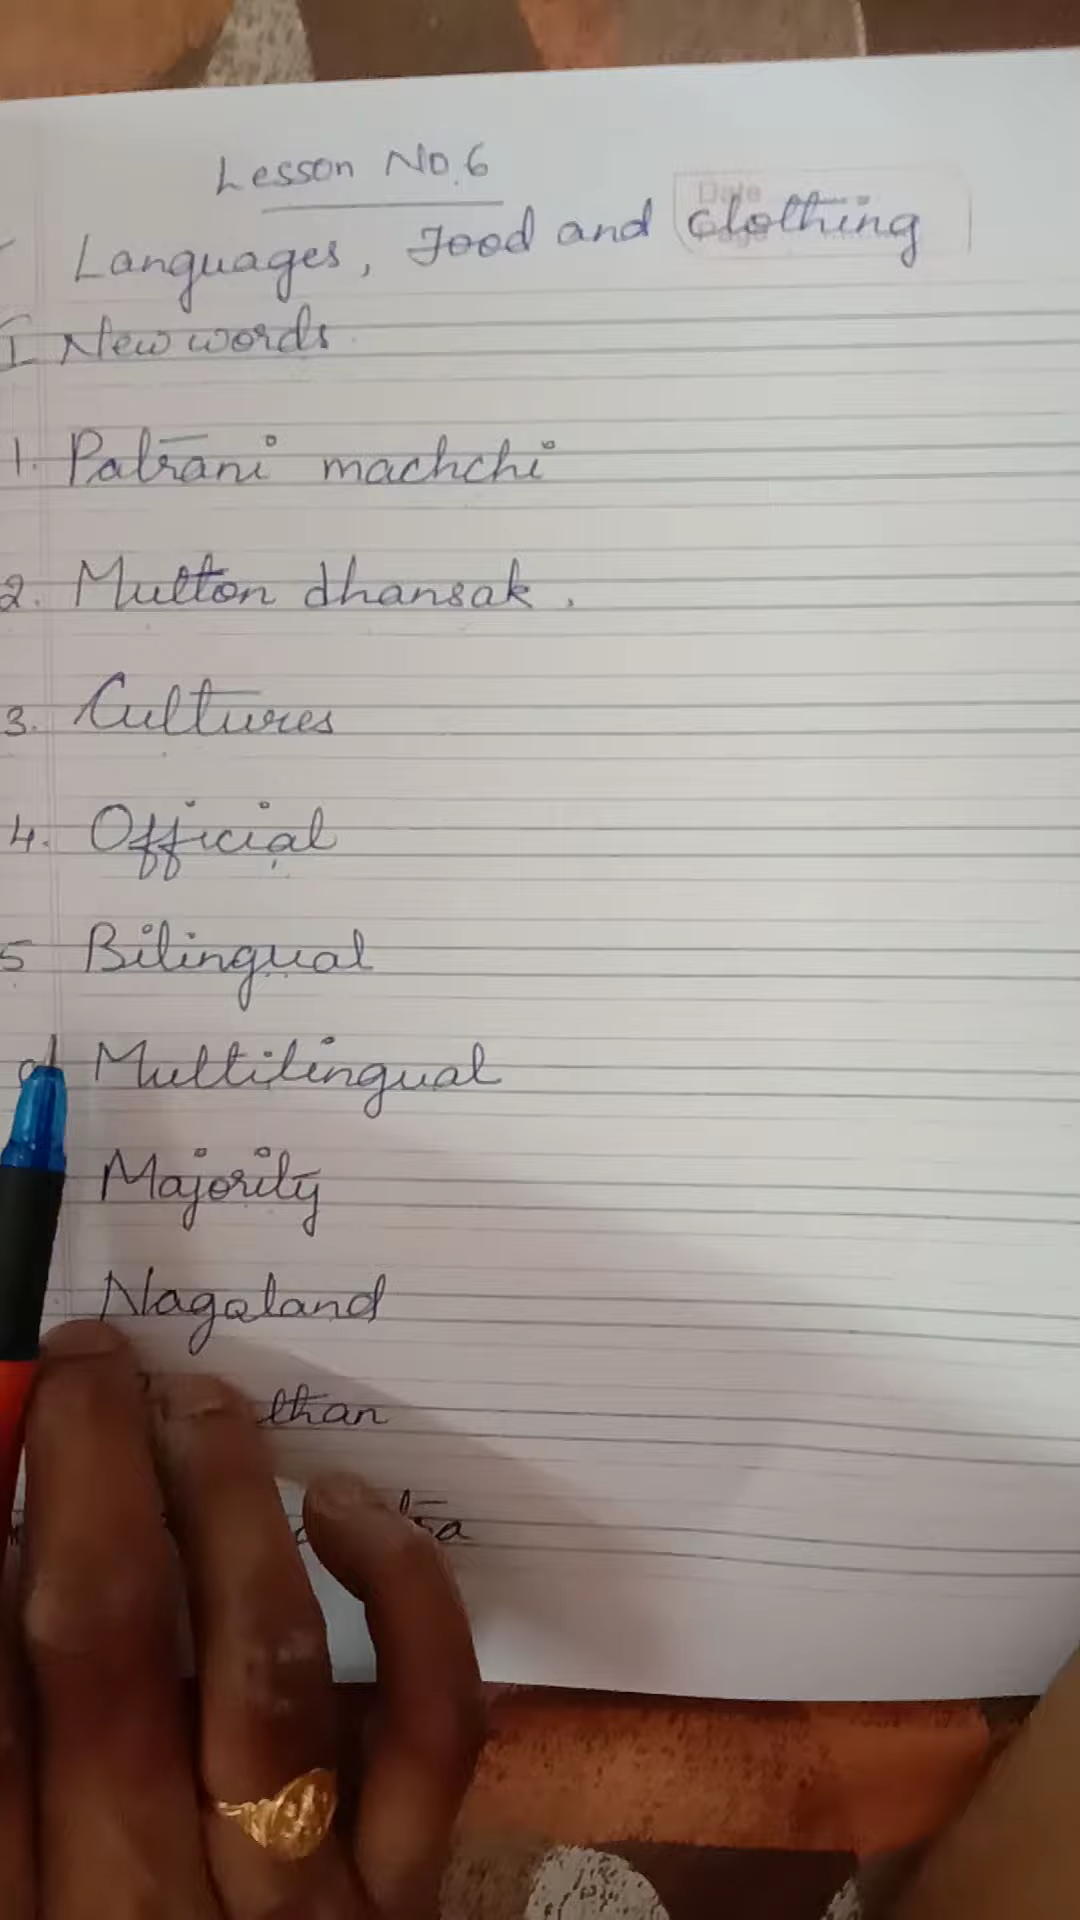 Lesson No.6
Date
Languages, Food and clothing
I New words.
1. Patrani machchi
2. Mutton dhansak.
3. Cultures
4. Official
5 Bilingual
Multilingual
Majority
Nagaland